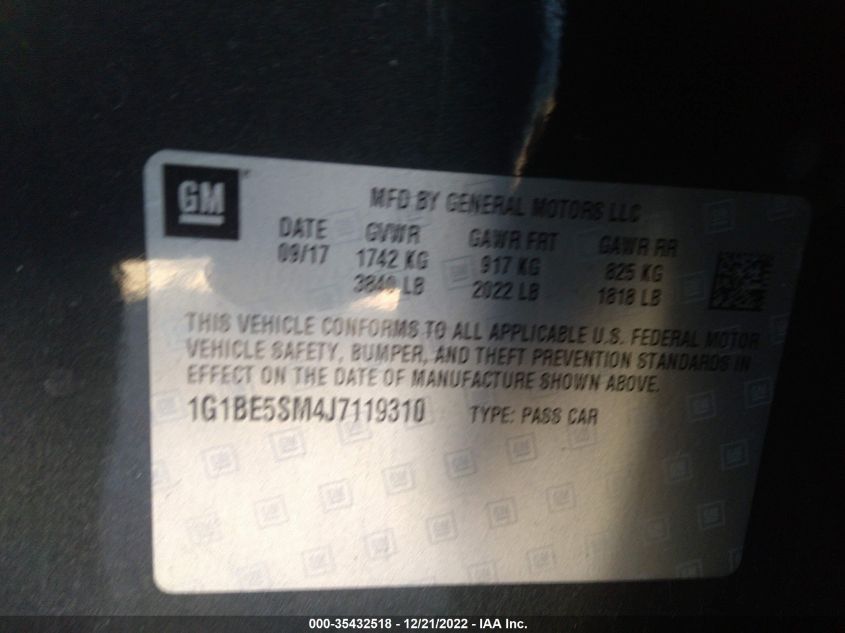 GM
MFD BY GENERAL MOTORS LLC
DATE GVWR GAWR FRT GAWR RR
09/17 1742 KG 917 KG 825 KG
3840 LB 2022 LB 1818 LB
THIS VEHICLE CONFORMS TO ALL APPLICABLE U.S. FEDERAL MOTOR
VEHICLE SAFETY, BUMPER, AND THEFT PREVENTION STANDARDS IN
EFFECT ON THE DATE OF MANUFACTURE SHOWN ABOVE.
1G1BE5SM4J7119310 TYPE: PASS CAR
000-35432518 - 12/21/2022 - IAA Inc.